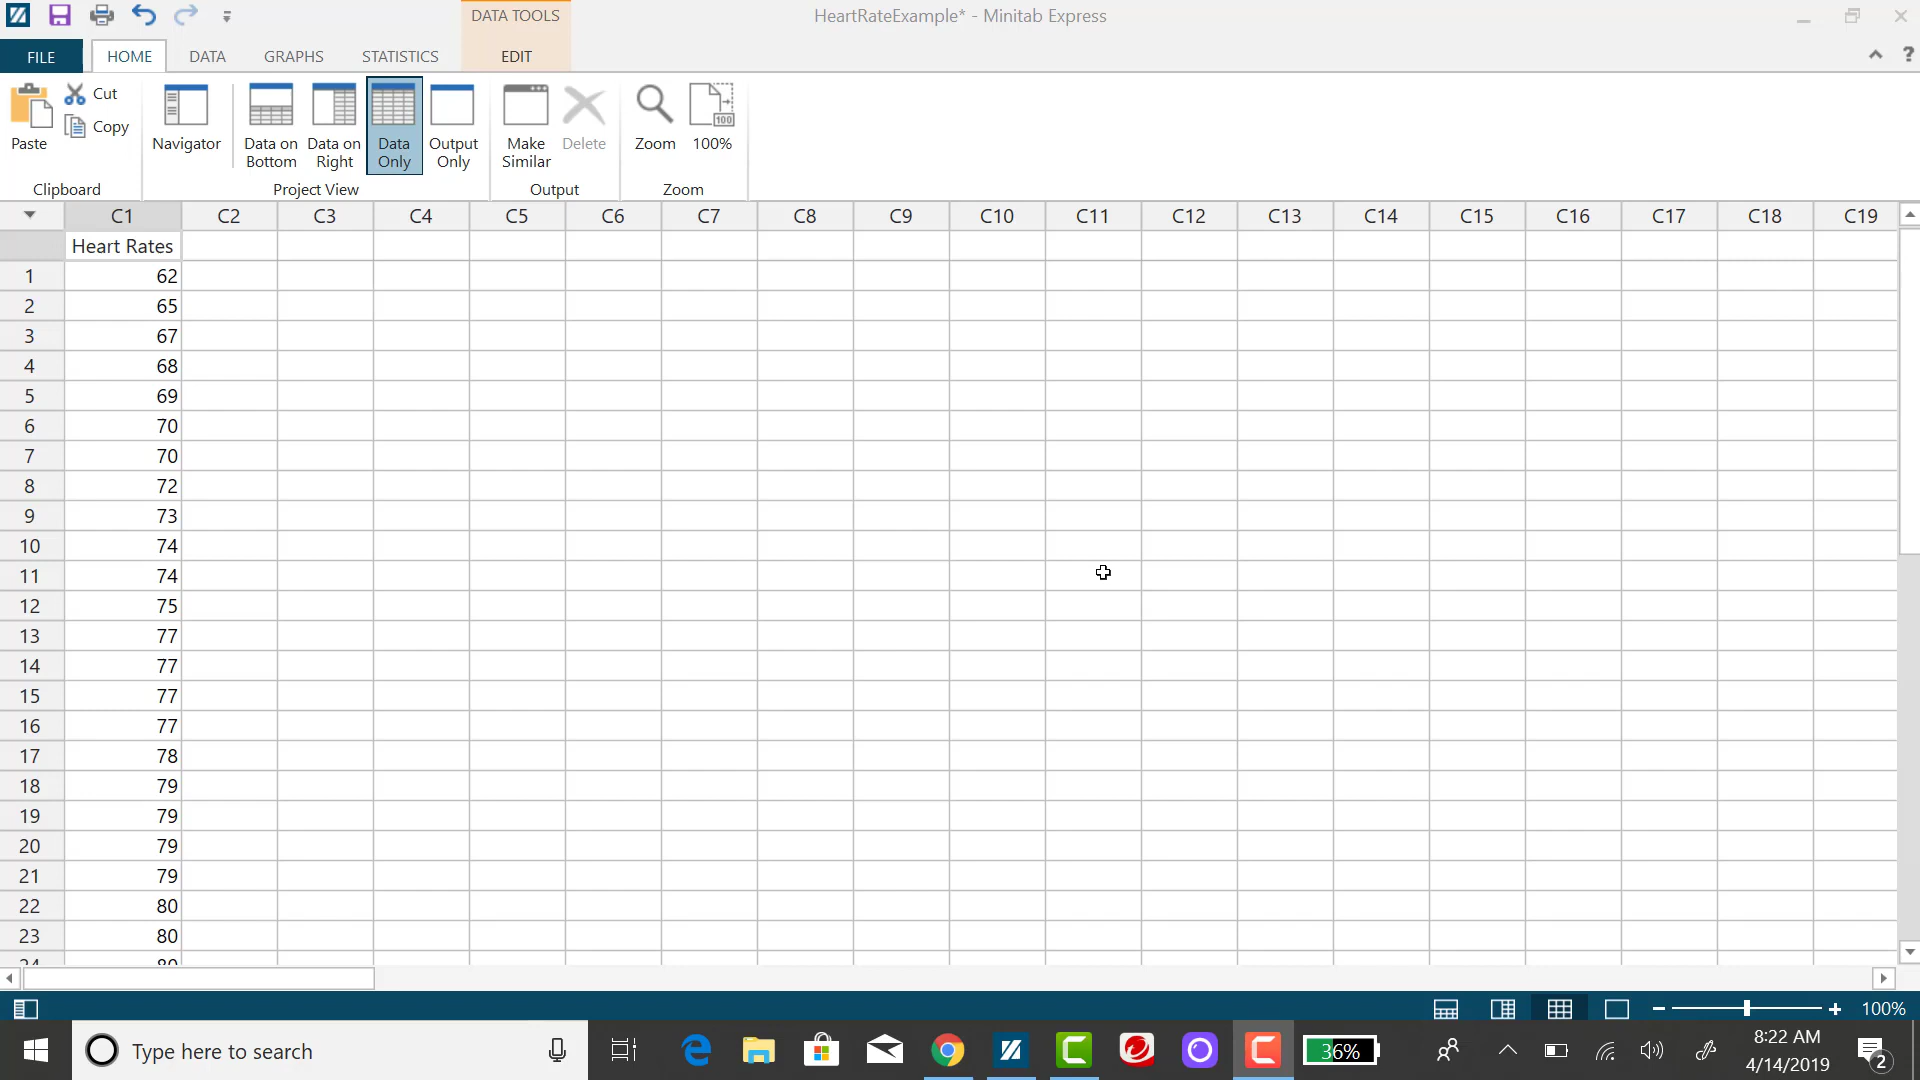 DATA TOOLS
HeartRateExample* - Minitab Express
FILE HOME DATA GRAPHS STATISTICS EDIT
?
Paste
Cut
Copy
Clipboard
Navigator
Data on Bottom
Data on Right
Data Only
Output Only
Project View
Make Similar
Delete
Output
Zoom
100
100%
Zoom
C1 C2 C3 C4 C5 C6 C7 C8 C9 C10 C11 C12 C13 C14 C15 C16 C17 C18 C19
Heart Rates
1 62
2 65
3 67
4 68
5 69
6 70
7 70
8 72
9 73
10 74
11 74
12 75
13 77
14 77
15 77
16 77
17 78
18 79
19 79
20 79
21 79
22 80
23 80
24 80
100%
Type here to search
36%
8:22 AM
4/14/2019
2